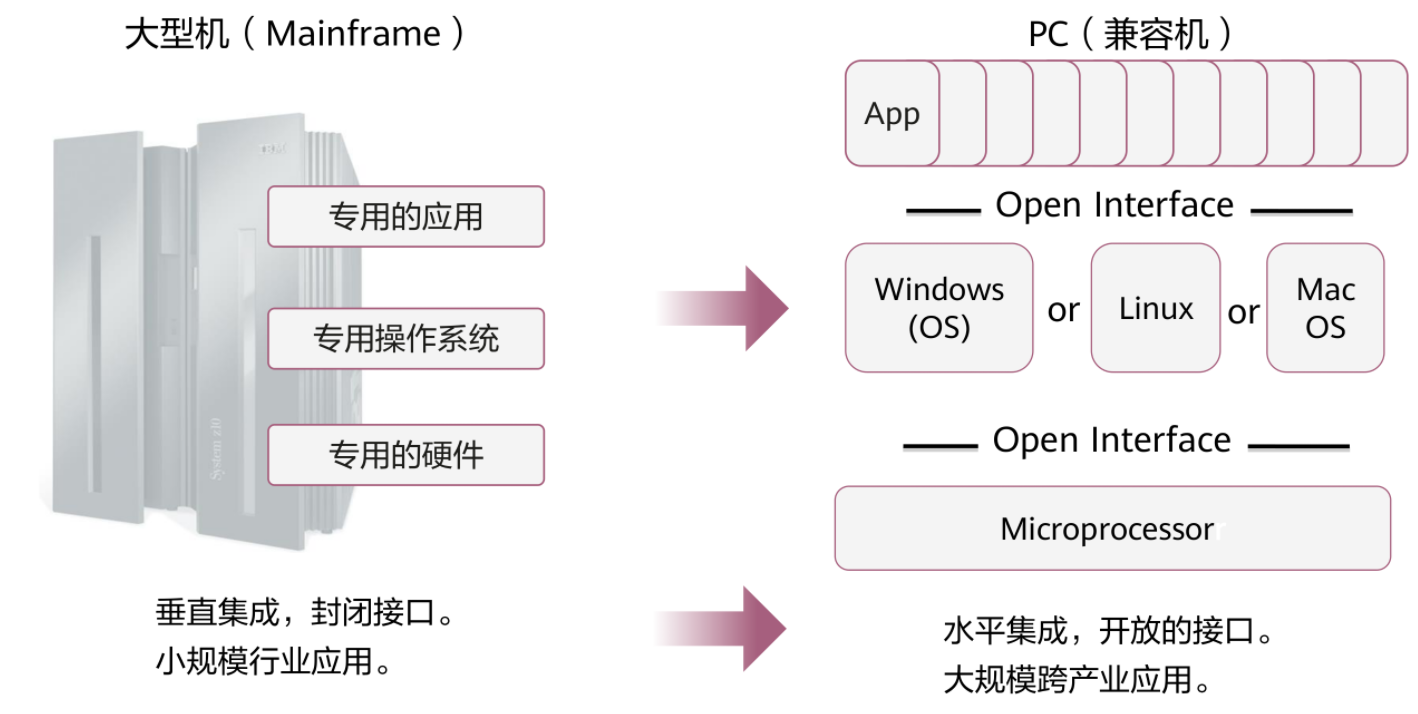 大型机（Mainframe）
IBM
专用的应用
专用操作系统
专用的硬件
System z10
垂直集成，封闭接口。
小规模行业应用。
PC（兼容机）
App
Open Interface
Windows
(OS)
or
Linux
or
Mac
OS
Open Interface
Microprocessor
水平集成，开放的接口。
大规模跨产业应用。